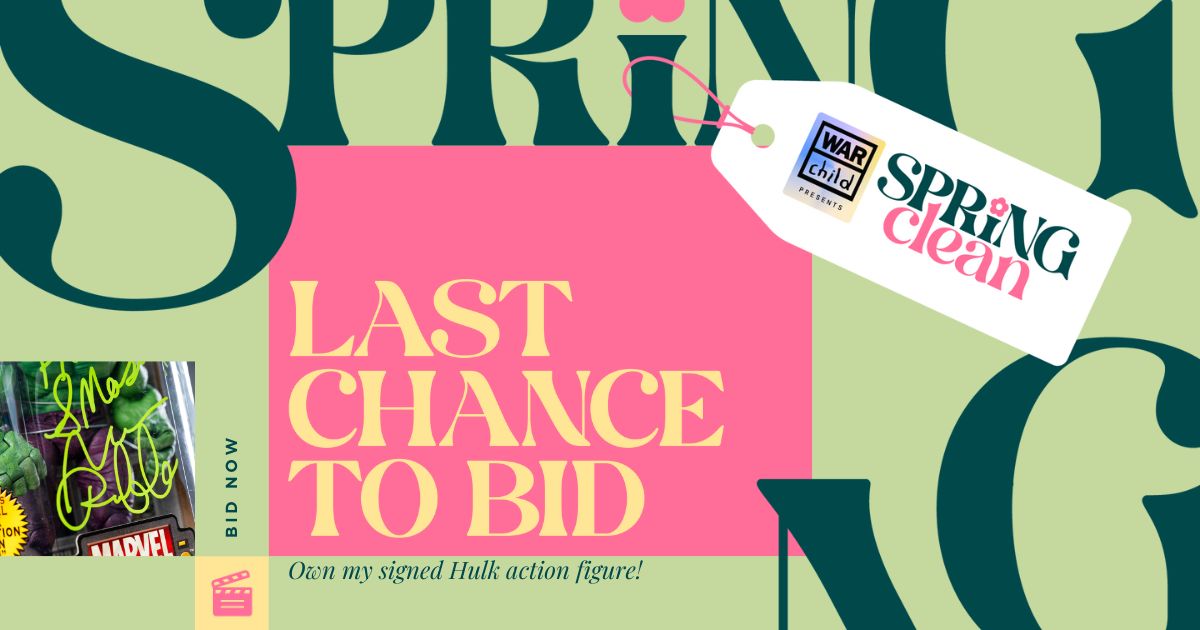 SPRiNG
WAR
child
PRESENTS
SPRiNG
clean
LAST
CHANCE
TO BID
BID NOW
Own my signed Hulk action figure!
Smash
MARVEL